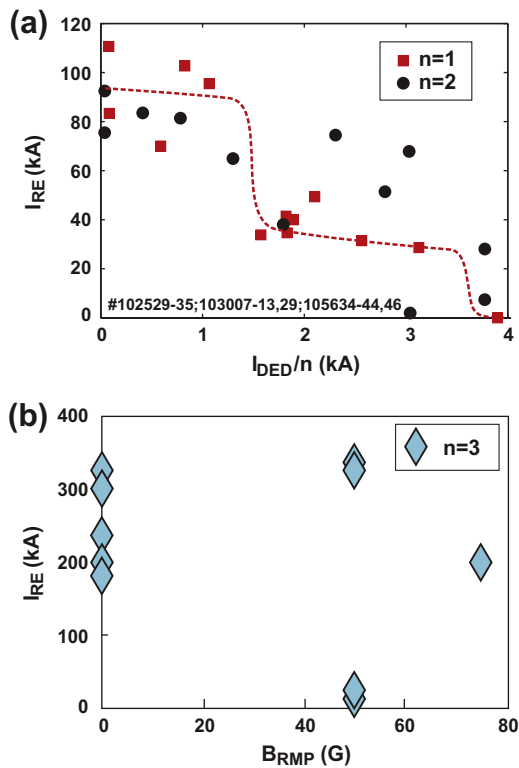 (a)
120
100
80
60
40
20
0
I_RE (kA)
n=1
n=2
#102529-35;103007-13,29;105634-44,46
0 1 2 3 4
I_DED/n (kA)
(b)
400
300
200
100
0
I_RE (kA)
n=3
0 20 40 60 80
B_RMP (G)